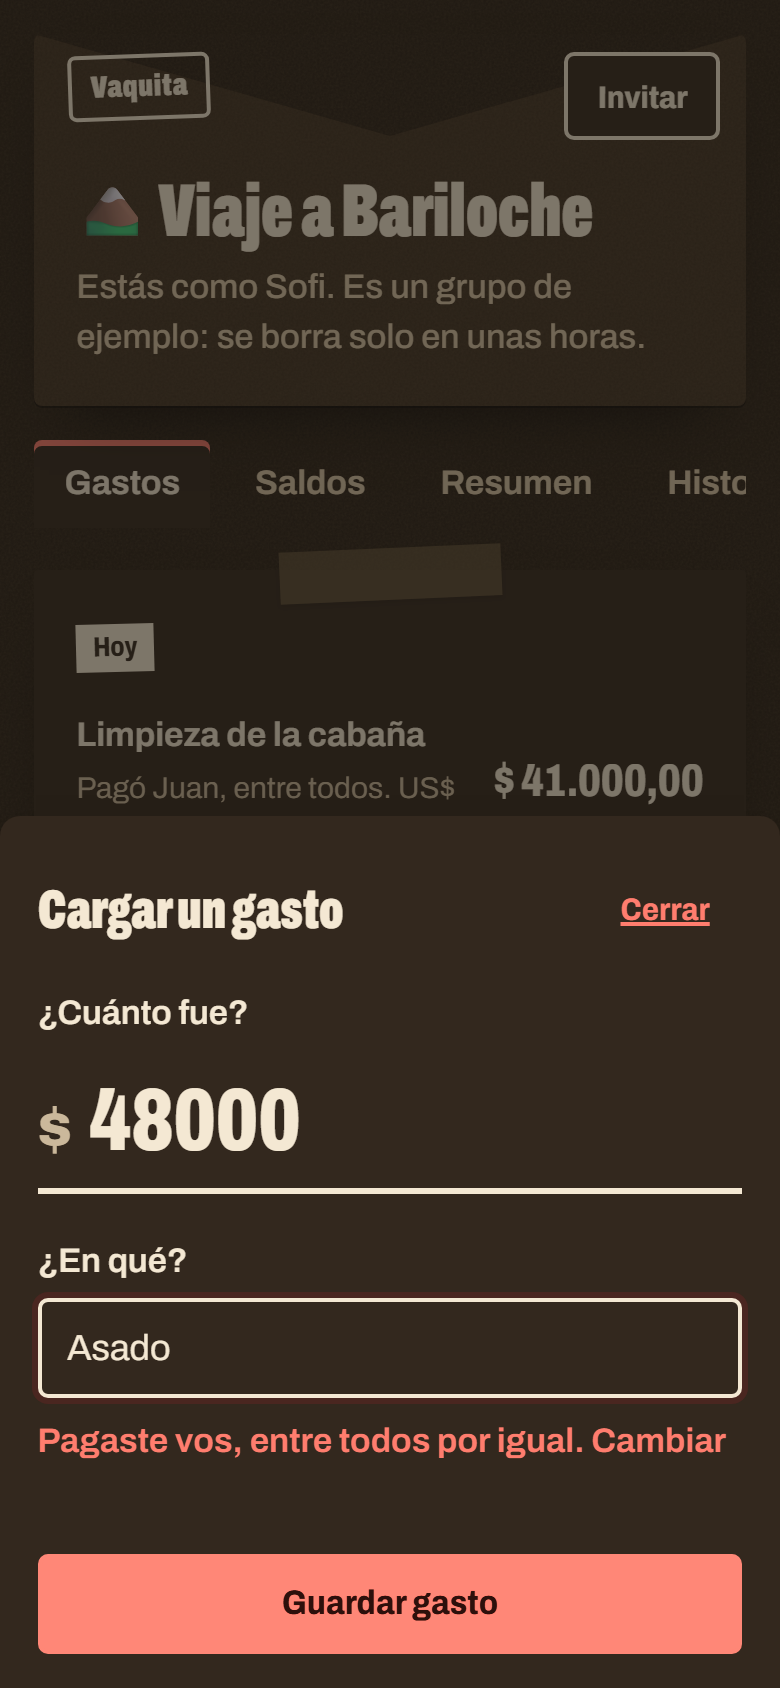 Vaquita
Invitar
Viaje a Bariloche
Estás como Sofi. Es un grupo de
ejemplo: se borra solo en unas horas.
Gastos
Saldos
Resumen
Histo
Hoy
Limpieza de la cabaña
Pagó Juan, entre todos. US$
$ 41.000,00
Cargar un gasto
Cerrar
¿Cuánto fue?
$ 48000
¿En qué?
Asado
Pagaste vos, entre todos por igual. Cambiar
Guardar gasto